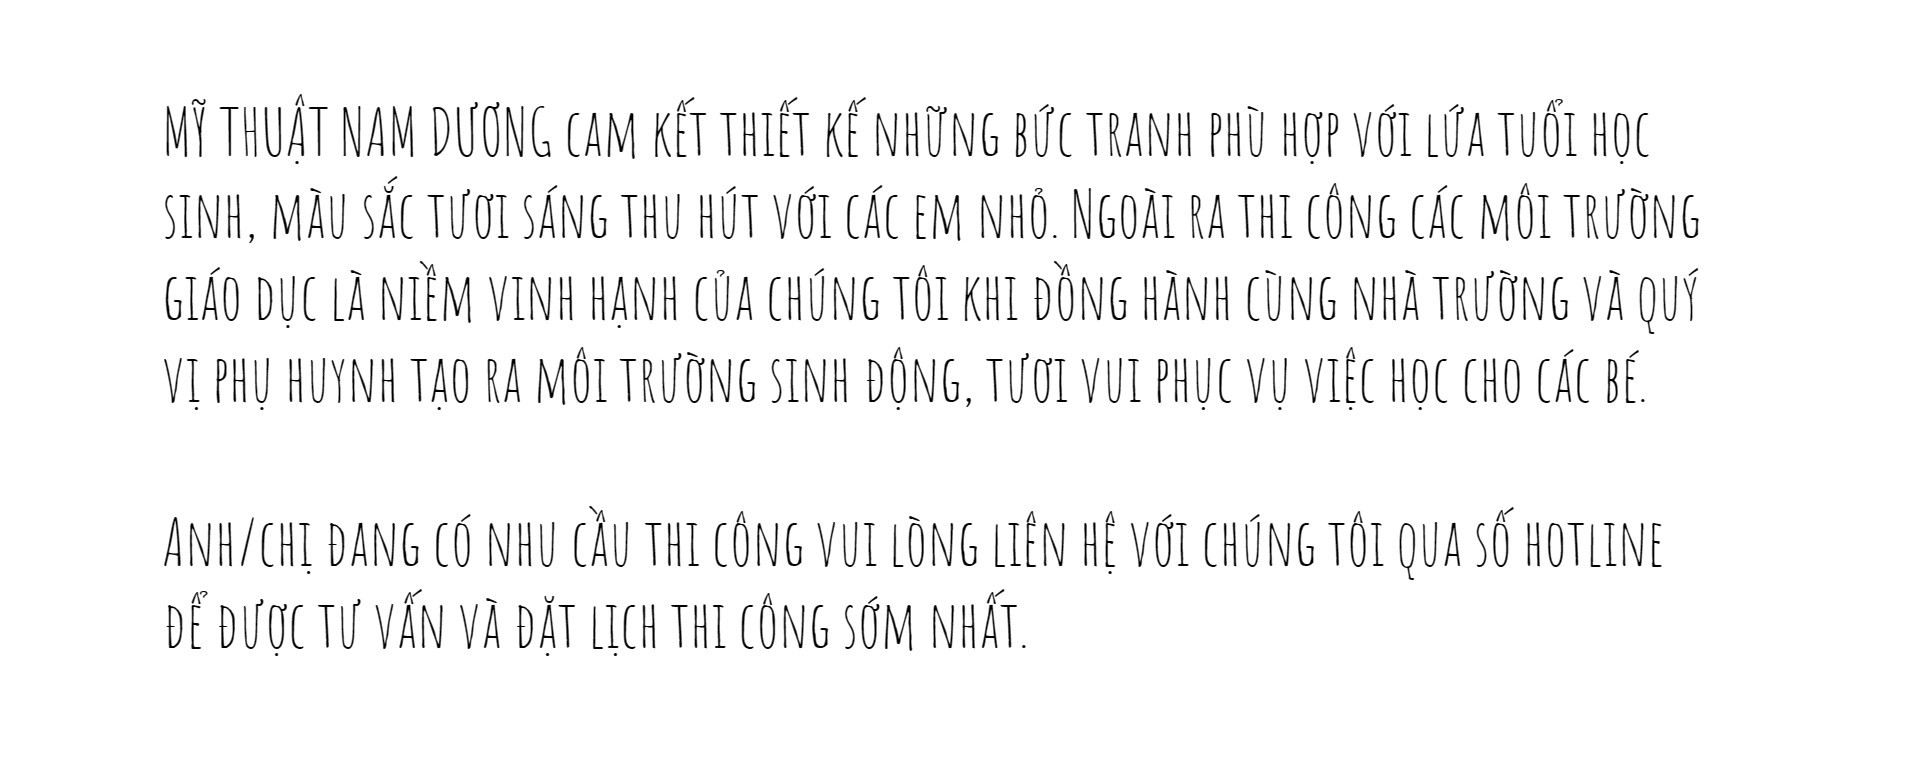 MỸ THUẬT NAM DƯƠNG cam kết thiết kế những bức tranh phù hợp với lứa tuổi học
sinh, màu sắc tươi sáng thu hút với các em nhỏ. Ngoài ra thi công các môi trường
giáo dục là niềm vinh hạnh của chúng tôi khi đồng hành cùng nhà trường và quý
vị phụ huynh tạo ra môi trường sinh động, tươi vui phục vụ việc học cho các bé.
Anh/chị đang có nhu cầu thi công vui lòng liên hệ với chúng tôi qua số hotline
để được tư vấn và đặt lịch thi công sớm nhất.